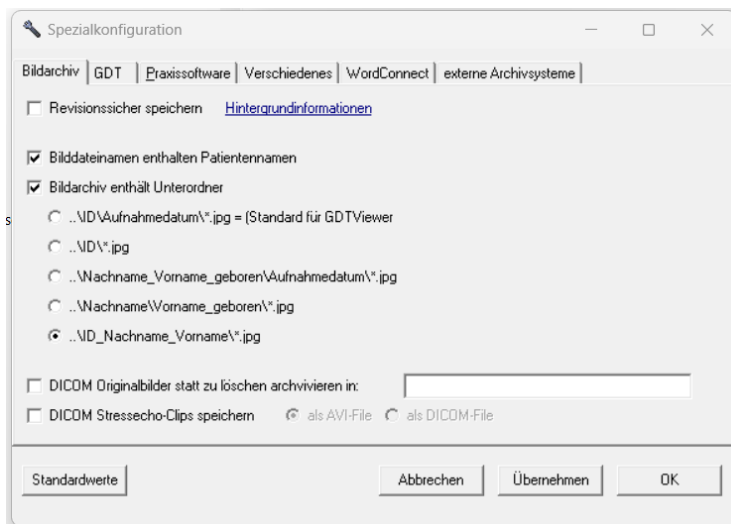 Spezialkonfiguration
Bildarchiv GDT Praxissoftware Verschiedenes WordConnect externe Archivsysteme
Revisionssicher speichern Hintergrundinformationen
Bilddateinamen enthalten Patientennamen
Bildarchiv enthält Unterordner
s ..\ID\Aufnahmedatum\*.jpg = (Standard für GDTViewer
..\ID\*.jpg
..\Nachname_Vorname_geboren\Aufnahmedatum\*.jpg
..\Nachname\Vorname_geboren\*.jpg
..\ID_Nachname_Vorname\*.jpg
DICOM Originalbilder statt zu löschen archvivieren in:
DICOM Stressecho-Clips speichern als AVI-File als DICOM-File
Standardwerte Abbrechen Übernehmen OK